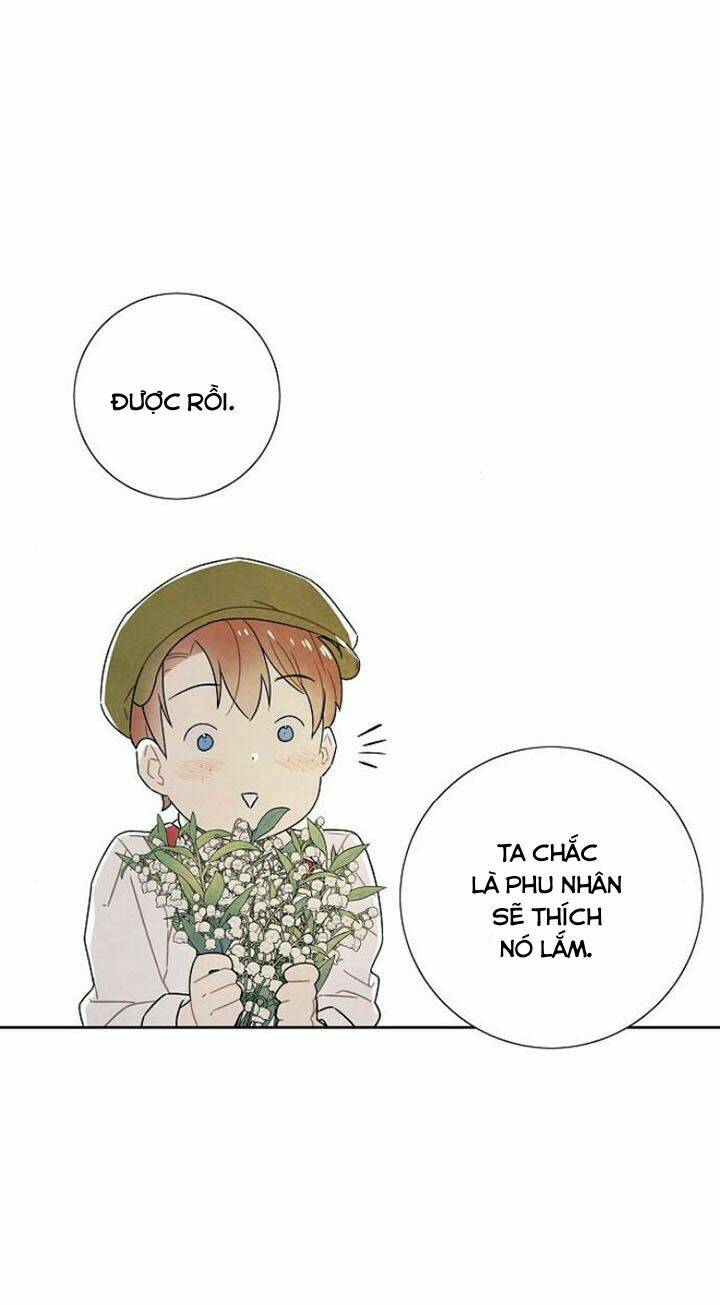 ĐƯỢC RỒI.
TA CHẮC
LÀ PHU NHÂN
SẼ THÍCH
NÓ LẮM.